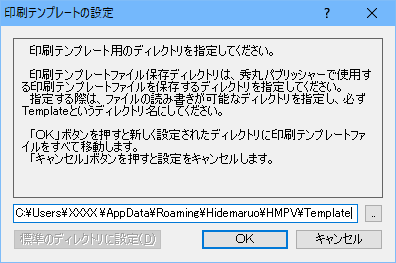 印刷テンプレートの設定
印刷テンプレート用のディレクトリを指定してください。
印刷テンプレートファイル保存ディレクトリは、秀丸パブリッシャーで使用す
る印刷テンプレートファイルを保存するディレクトリを指定してください。
指定する際は、ファイルの読み書きが可能なディレクトリを指定し、必ず
Templateというディレクトリ名にしてください。
「OK」ボタンを押すと新しく設定されたディレクトリに印刷テンプレートファ
イルをすべて移動します。
「キャンセル」ボタンを押すと設定をキャンセルします。
C:¥Users¥XXXX¥AppData¥Roaming¥Hidemaruo¥HMPV¥Template
..
標準のディレクトリに設定(D)
OK
キャンセル